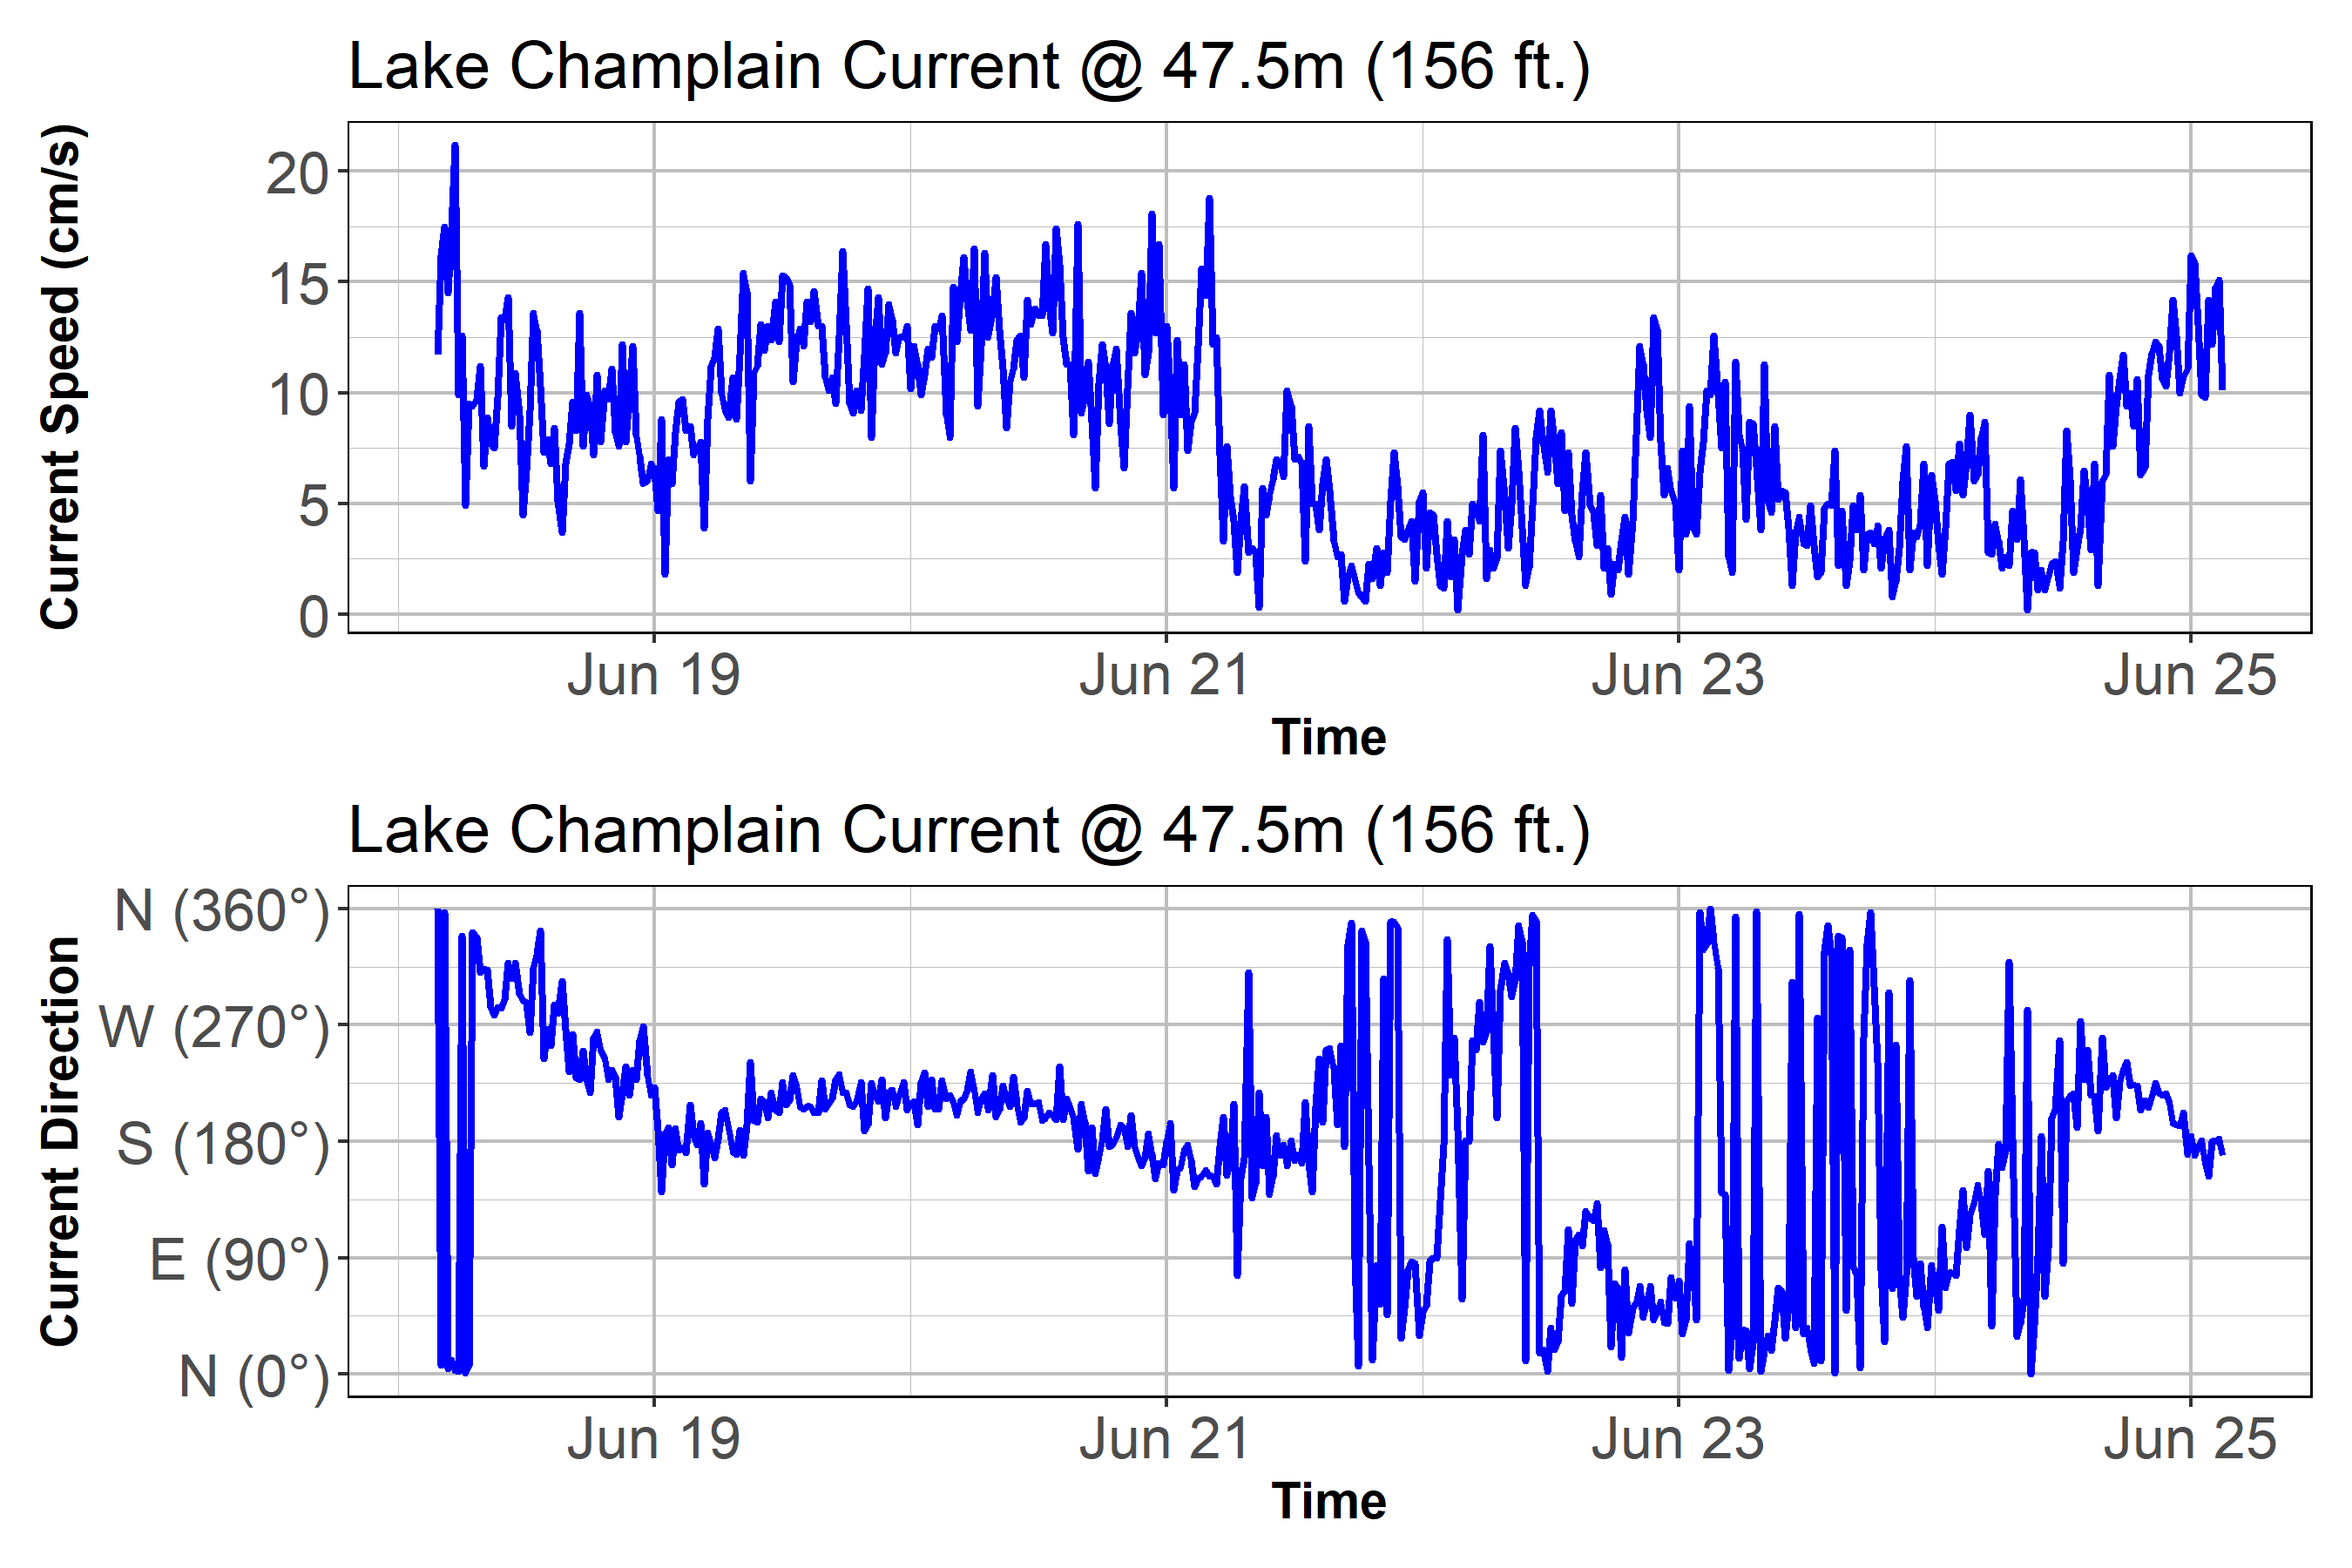 Lake Champlain Current @ 47.5m (156 ft.)
Current Speed (cm/s)
20
15
10
5
0
Jun 19 Jun 21 Jun 23 Jun 25
Time
Lake Champlain Current @ 47.5m (156 ft.)
Current Direction
N (360°)
W (270°)
S (180°)
E (90°)
N (0°)
Jun 19 Jun 21 Jun 23 Jun 25
Time